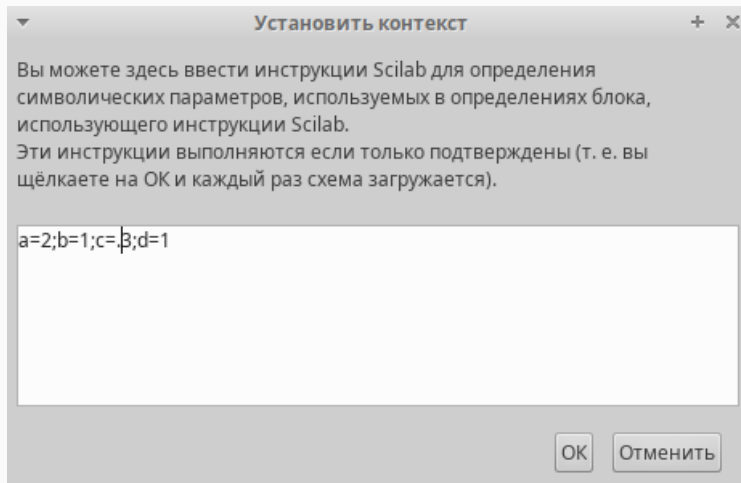 Установить контекст
Вы можете здесь ввести инструкции Scilab для определения
символических параметров, используемых в определениях блока,
использующего инструкции Scilab.
Эти инструкции выполняются если только подтверждены (т. е. вы
щёлкаете на ОК и каждый раз схема загружается).
a=2;b=1;c=.3;d=1
ОК
Отменить